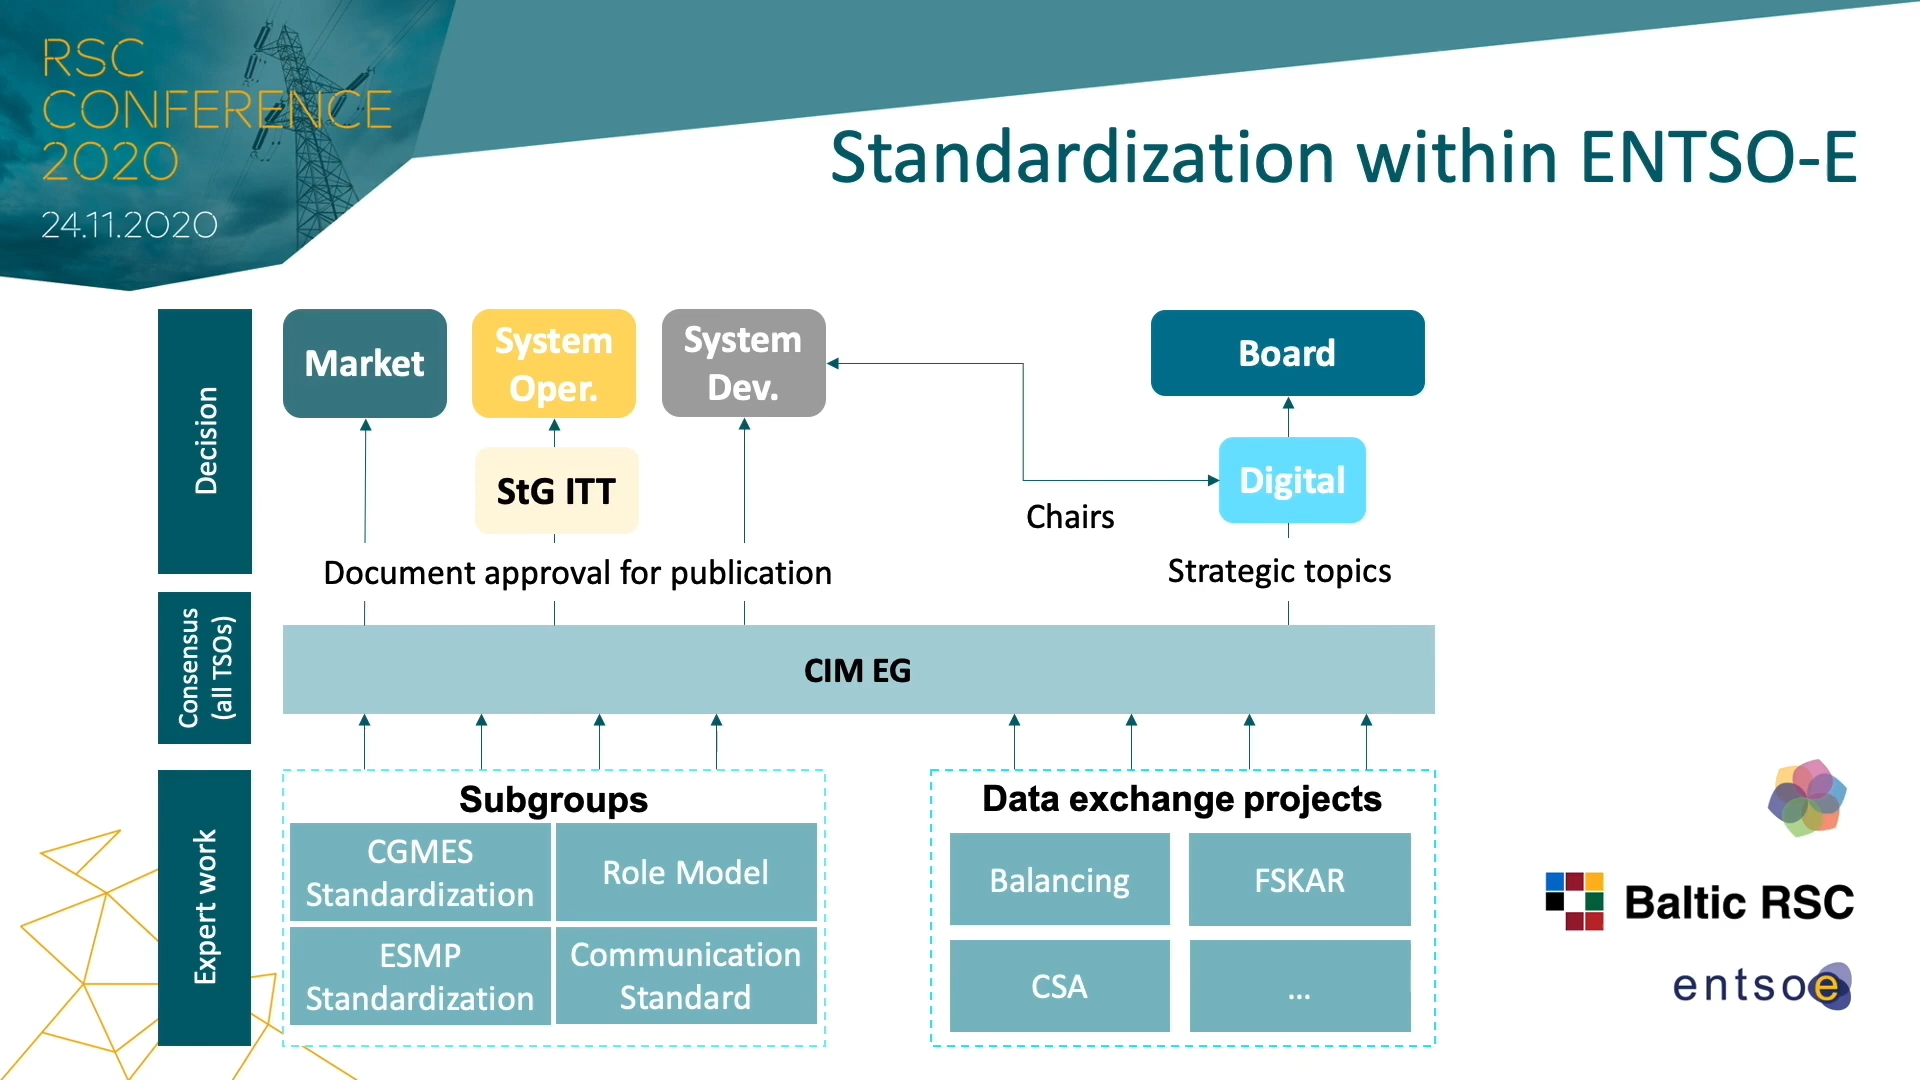 RSC
CONFERENCE
2020
24.11.2020
Standardization within ENTSO-E
Decision
Market
System
Oper.
System
Dev.
Board
StG ITT
Digital
Chairs
Document approval for publication
Strategic topics
Consensus
(all TSOs)
CIM EG
Expert work
Subgroups
CGMES
Standardization
Role Model
ESMP
Standardization
Communication
Standard
Data exchange projects
Balancing
FSKAR
CSA
...
Baltic RSC
entsoe